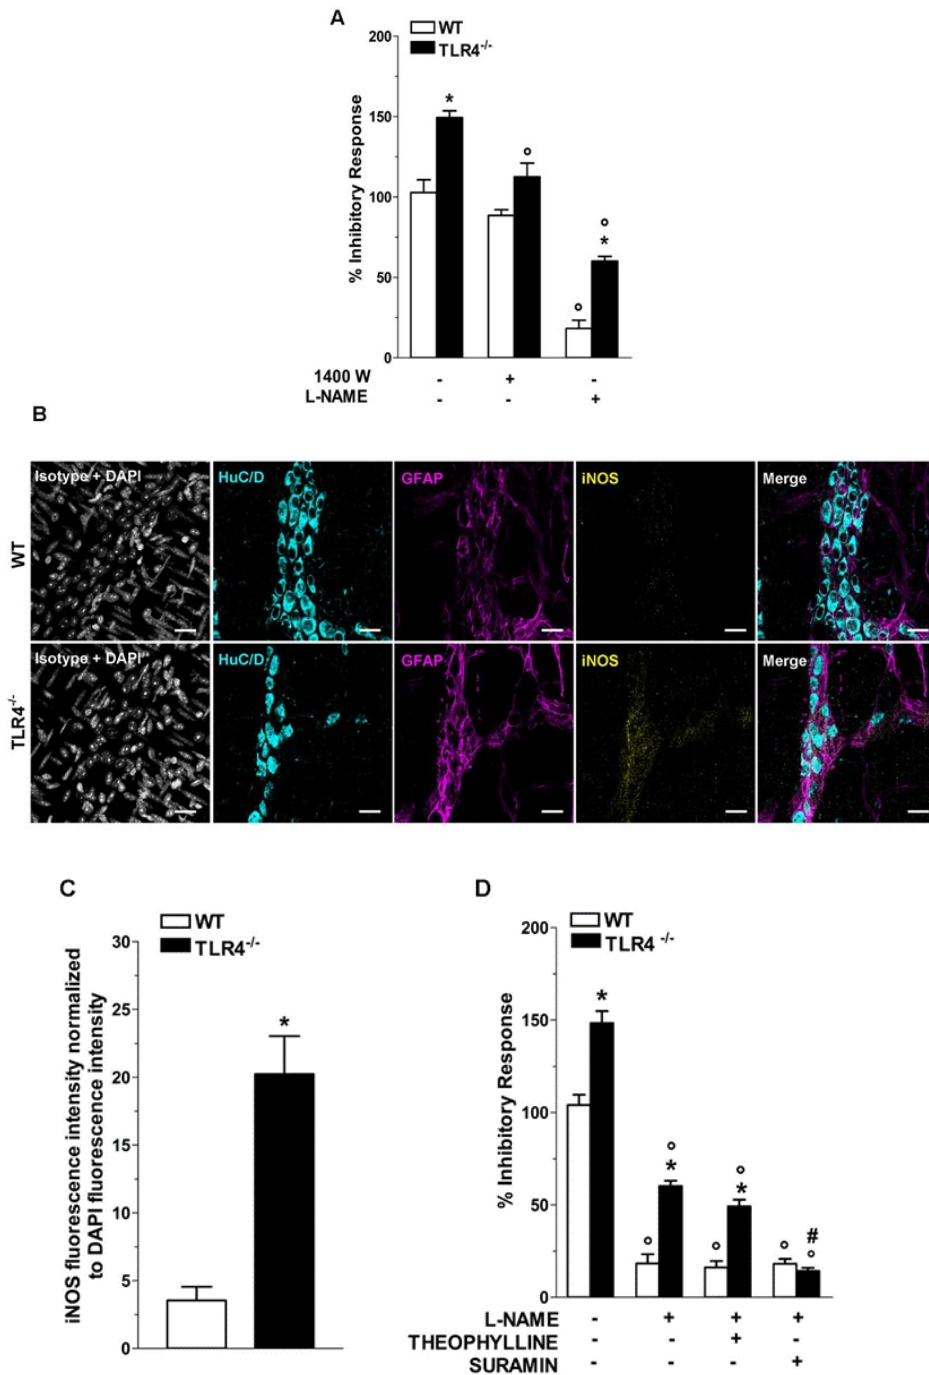 A
WT
TLR4-/-
% Inhibitory Response
200
150
100
50
0
*
°
°
*
°
1400 W - + -
L-NAME - - +
B
Isotype + DAPI HuC/D GFAP iNOS Merge
WT
Isotype + DAPI HuC/D GFAP iNOS Merge
TLR4-/-
C
WT
TLR4-/-
iNOS fluorescence intensity normalized
to DAPI fluorescence intensity
30
25
20
15
10
5
0
*
D
WT
TLR4 -/-
% Inhibitory Response
200
150
100
50
0
*
°
*
°
°
*
°
#
° °
L-NAME - + + +
THEOPHYLLINE - - + -
SURAMIN - - - +